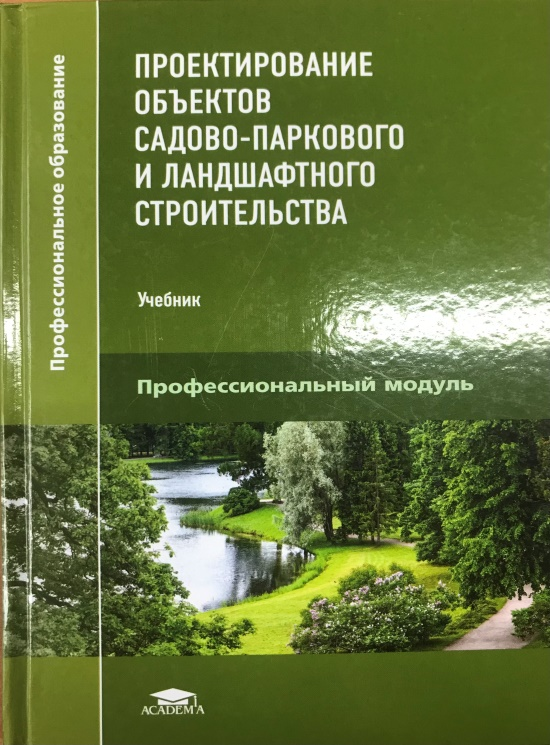 Профессиональное образование
ПРОЕКТИРОВАНИЕ
ОБЪЕКТОВ
САДОВО-ПАРКОВОГО
И ЛАНДШАФТНОГО
СТРОИТЕЛЬСТВА
Учебник
Профессиональный модуль
ACADEMA